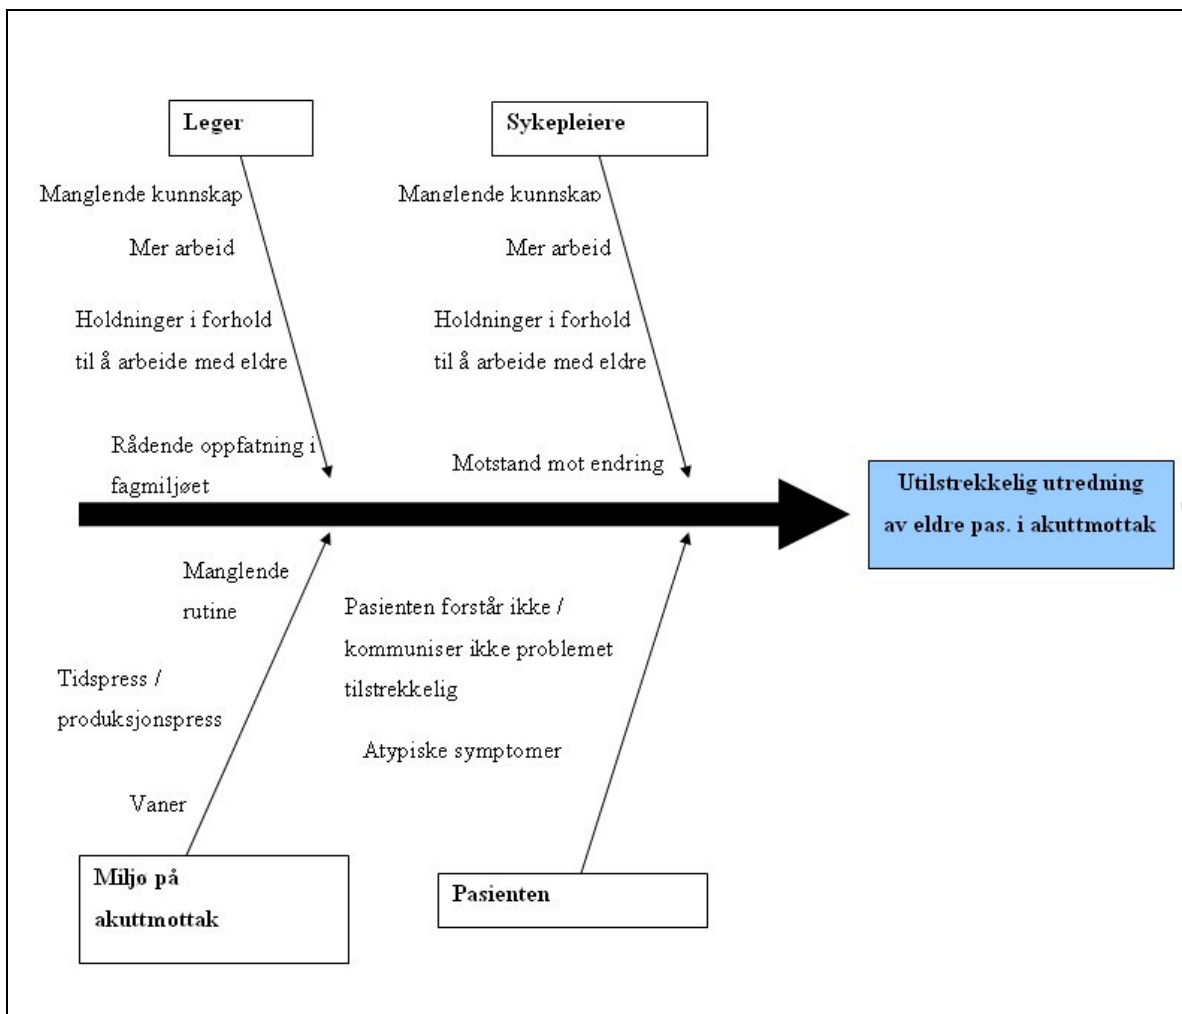 Leger
Manglende kunnskap
Mer arbeid
Holdninger i forhold
til å arbeide med eldre
Rådende oppfatning i
fagmiljøet
Sykepleiere
Manglende kunnskap
Mer arbeid
Holdninger i forhold
til å arbeide med eldre
Motstand mot endring
Utilstrekkelig utredning
av eldre pas. i akuttmottak
Manglende
rutine
Tidspress /
produksjonspress
Vaner
Miljø på
akuttmottak
Pasienten forstår ikke /
kommuniser ikke problemet
tilstrekkelig
Atypiske symptomer
Pasienten